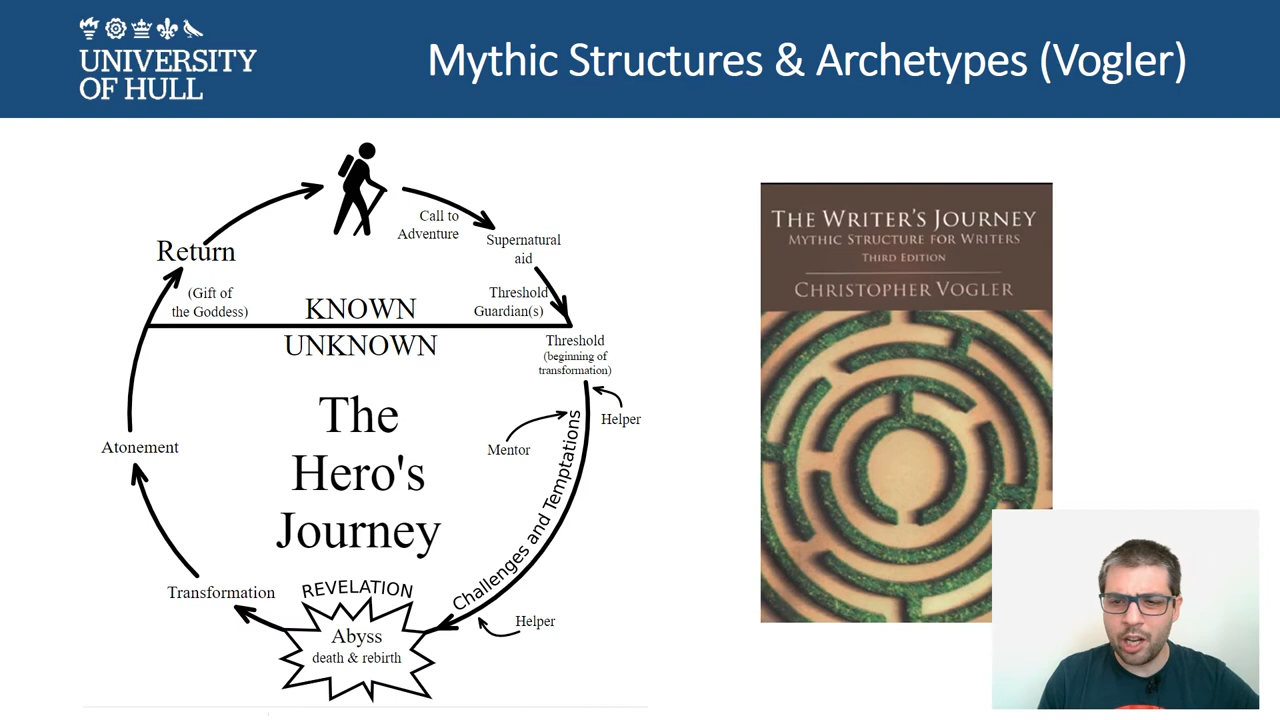 UNIVERSITY
OF HULL
Mythic Structures & Archetypes (Vogler)
Call to
Adventure
Supernatural
aid
Return
(Gift of
the Goddess)
KNOWN
Threshold
Guardian(s)
UNKNOWN
Threshold
(beginning of
transformation)
Helper
Mentor
Challenges and Temptations
The
Hero's
Journey
Atonement
Transformation
REVELATION
Abyss
death & rebirth
Helper
THE WRITER'S JOURNEY
MYTHIC STRUCTURE FOR WRITERS
THIRD EDITION
CHRISTOPHER VOGLER